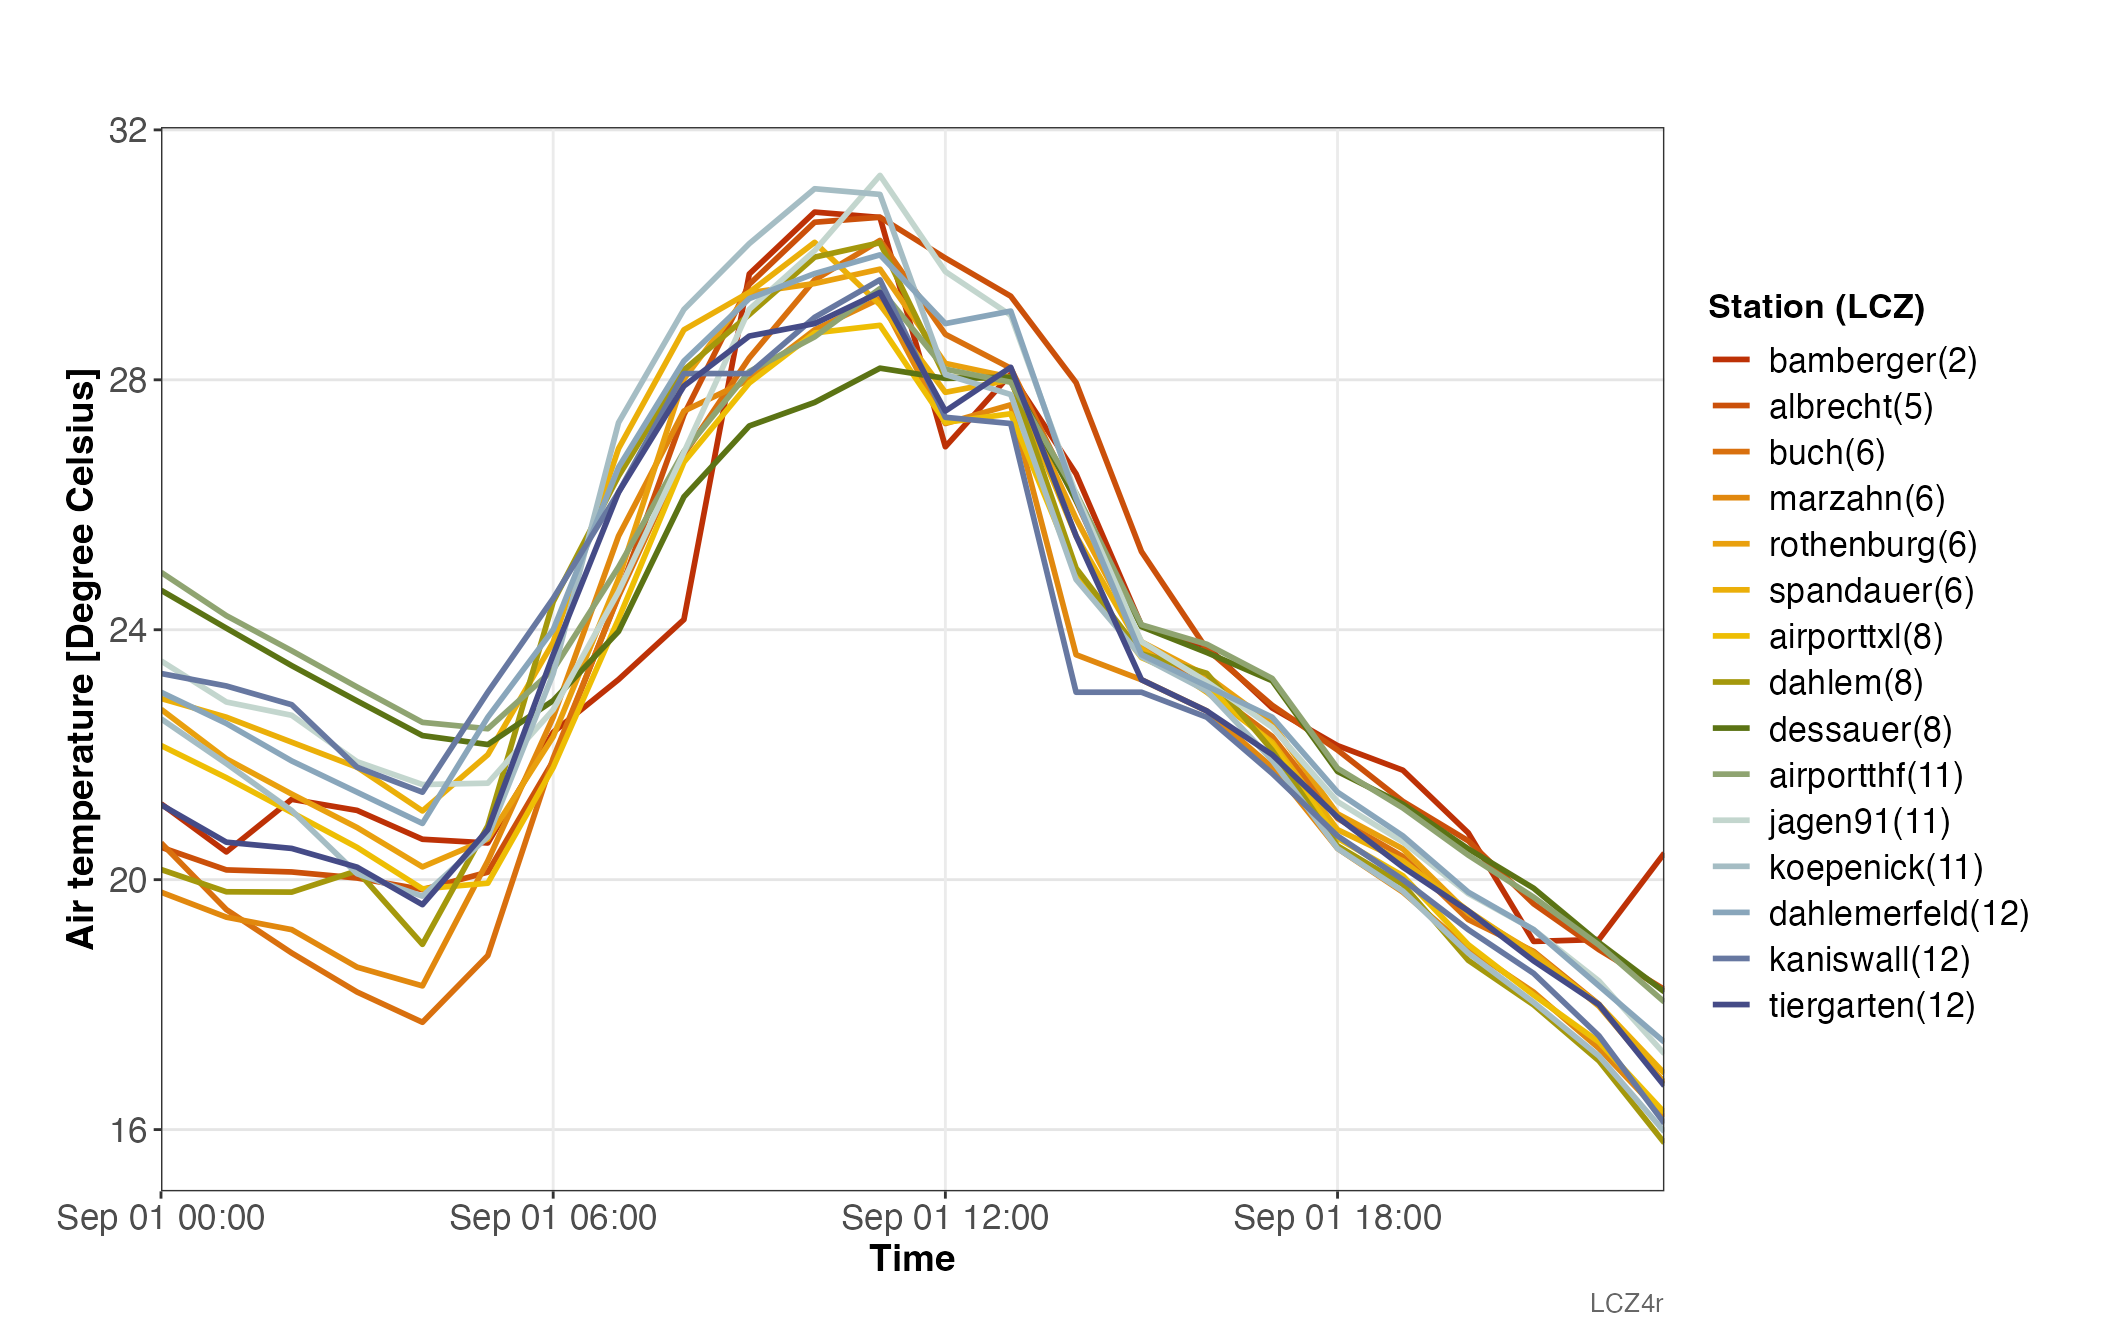 32
28
24
20
16
Air temperature [Degree Celsius]
Sep 01 00:00 Sep 01 06:00 Sep 01 12:00 Sep 01 18:00
Time
Station (LCZ)
bamberger(2)
albrecht(5)
buch(6)
marzahn(6)
rothenburg(6)
spandauer(6)
airporttxl(8)
dahlem(8)
dessauer(8)
airportthf(11)
jagen91(11)
koepenick(11)
dahlemerfeld(12)
kaniswall(12)
tiergarten(12)
LCZ4r